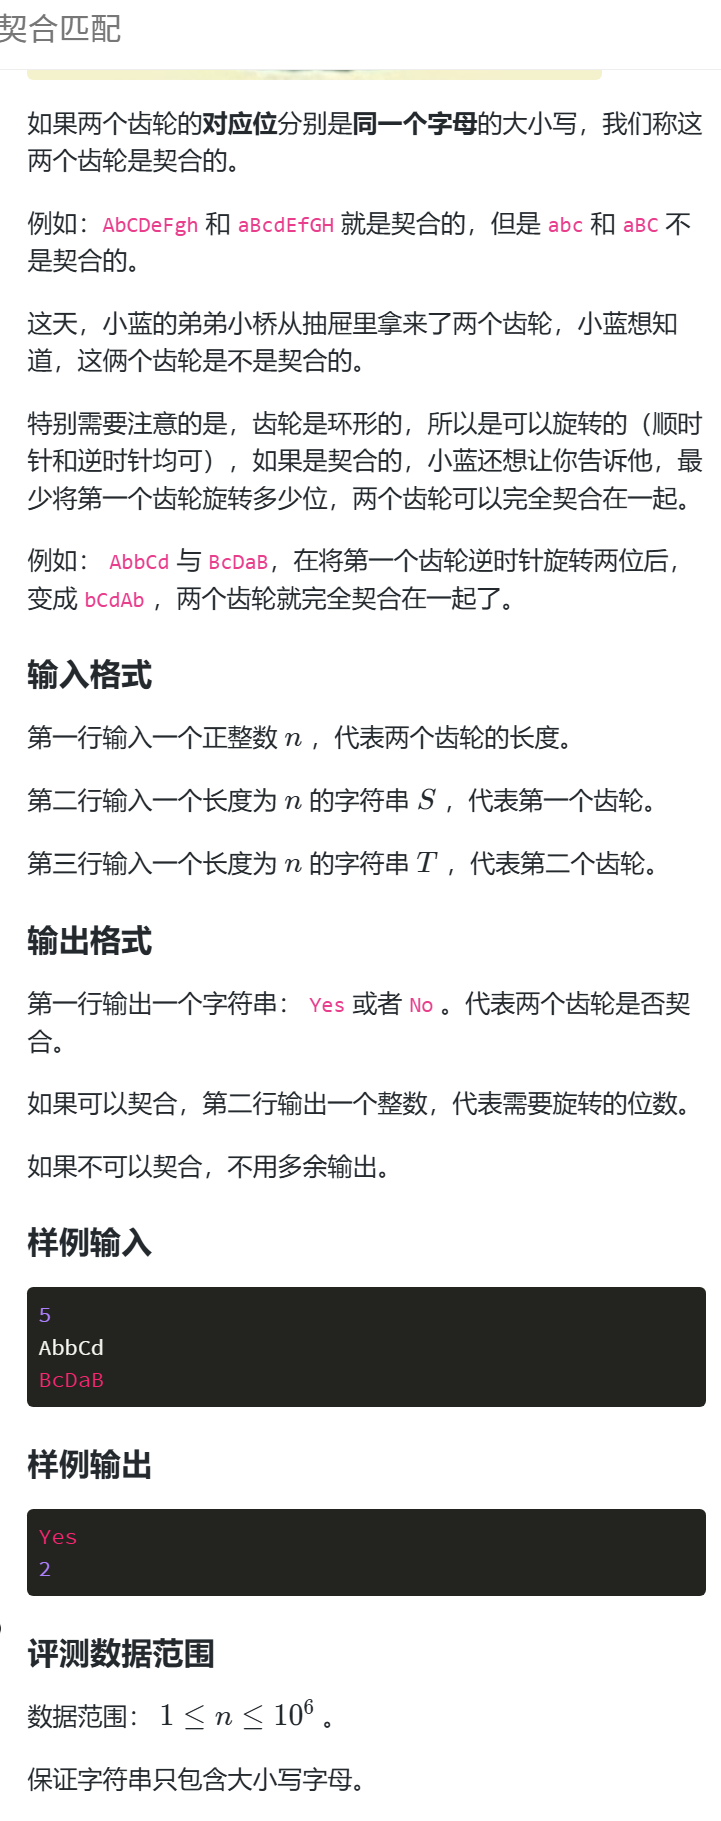 契合匹配
如果两个齿轮的对应位分别是同一个字母的大小写，我们称这
两个齿轮是契合的。
例如：AbCDeFgh 和 aBcdEfGH 就是契合的，但是 abc 和 aBC 不
是契合的。
这天，小蓝的弟弟小桥从抽屉里拿来了两个齿轮，小蓝想知
道，这俩个齿轮是不是契合的。
特别需要注意的是，齿轮是环形的，所以是可以旋转的（顺时
针和逆时针均可），如果是契合的，小蓝还想让你告诉他，最
少将第一个齿轮旋转多少位，两个齿轮可以完全契合在一起。
例如： AbbCd 与 BcDaB，在将第一个齿轮逆时针旋转两位后，
变成 bCdAb ，两个齿轮就完全契合在一起了。
输入格式
第一行输入一个正整数 n ，代表两个齿轮的长度。
第二行输入一个长度为 n 的字符串 S ，代表第一个齿轮。
第三行输入一个长度为 n 的字符串 T ，代表第二个齿轮。
输出格式
第一行输出一个字符串： Yes 或者 No 。代表两个齿轮是否契
合。
如果可以契合，第二行输出一个整数，代表需要旋转的位数。
如果不可以契合，不用多余输出。
样例输入
5
AbbCd
BcDaB
样例输出
Yes
2
评测数据范围
数据范围： 1 ≤ n ≤ 10⁶ 。
保证字符串只包含大小写字母。